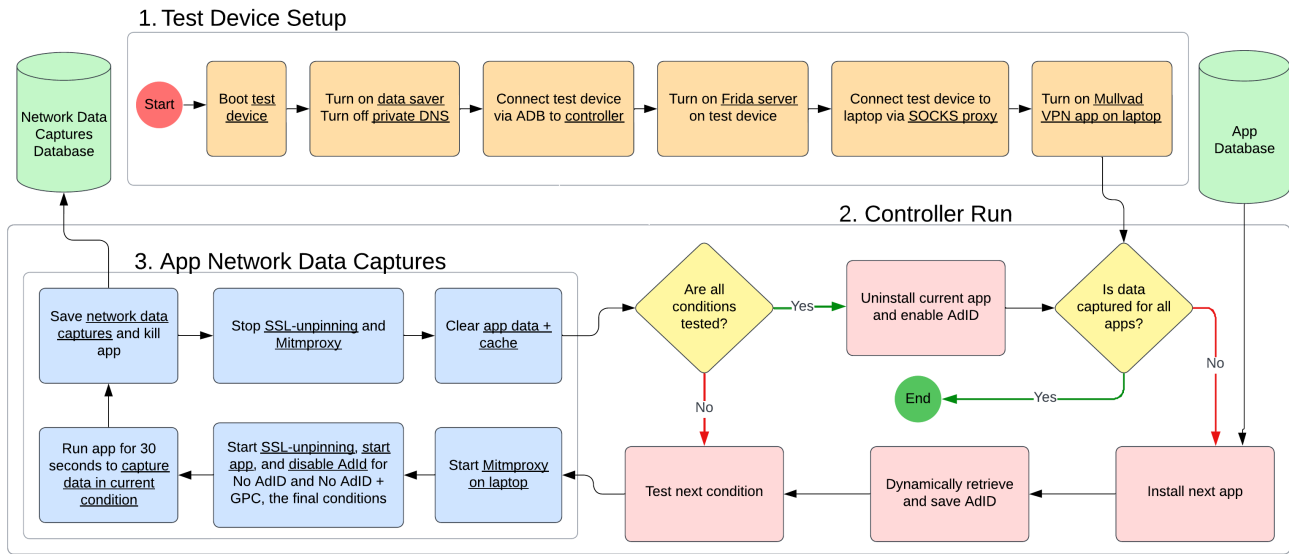 1. Test Device Setup
Network Data
Captures
Database
Start
Boot test
device
Turn on data saver
Turn off private DNS
Connect test device
via ADB to controller
Turn on Frida server
on test device
Connect test device to
laptop via SOCKS proxy
Turn on Mullvad
VPN app on laptop
App
Database
2. Controller Run
3. App Network Data Captures
Save network data
captures and kill
app
Stop SSL-unpinning and
Mitmproxy
Clear app data +
cache
Are all
conditions
tested?
Yes
Uninstall current app
and enable AdID
Is data
captured for all
apps?
No
No
End
Yes
Run app for 30
seconds to capture
data in current
condition
Start SSL-unpinning, start
app, and disable AdId for
No AdID and No AdID +
GPC, the final conditions
Start Mitmproxy
on laptop
Test next condition
Dynamically retrieve
and save AdID
Install next app